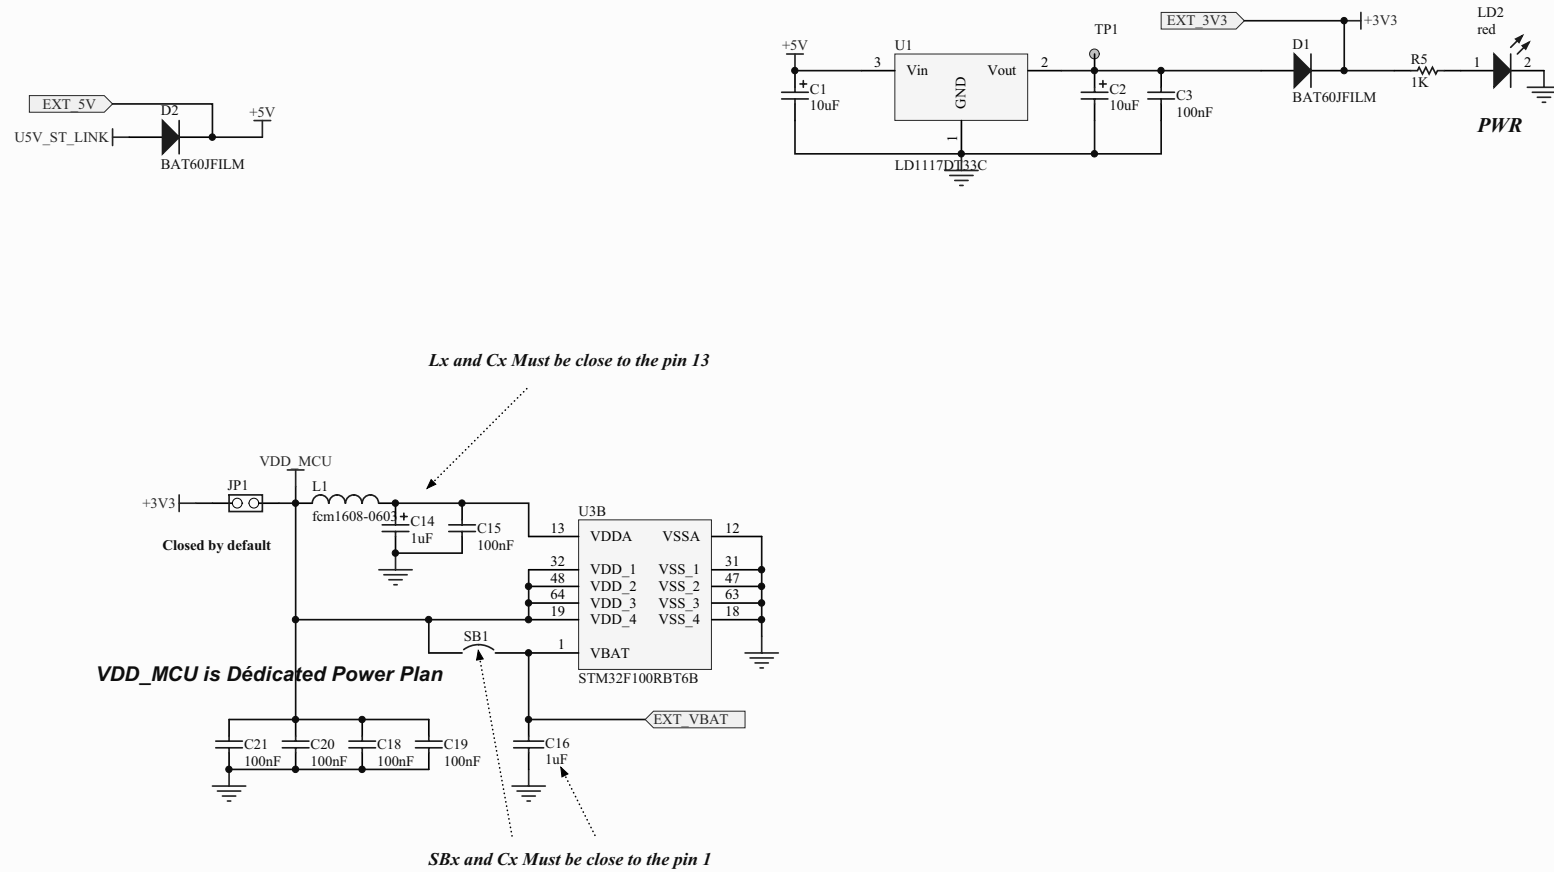 EXT_5V
D2
+5V
U5V_ST_LINK
BAT60JFILM
+5V
U1
3
Vin
Vout
2
GND
1
LD1117DT33C
+
C1
10uF
TP1
+
C2
10uF
C3
100nF
EXT_3V3
+3V3
D1
BAT60JFILM
R5
1K
LD2
red
1
2
PWR
Lx and Cx Must be close to the pin 13
VDD_MCU
JP1
+3V3
Closed by default
L1
fcm1608-0603
+
C14
1uF
C15
100nF
U3B
13
VDDA
VSSA
12
32
VDD_1
VSS_1
31
48
VDD_2
VSS_2
47
64
VDD_3
VSS_3
63
19
VDD_4
VSS_4
18
SB1
1
VBAT
STM32F100RBT6B
VDD_MCU is Dédicated Power Plan
EXT_VBAT
C21
100nF
C20
100nF
C18
100nF
C19
100nF
C16
1uF
SBx and Cx Must be close to the pin 1